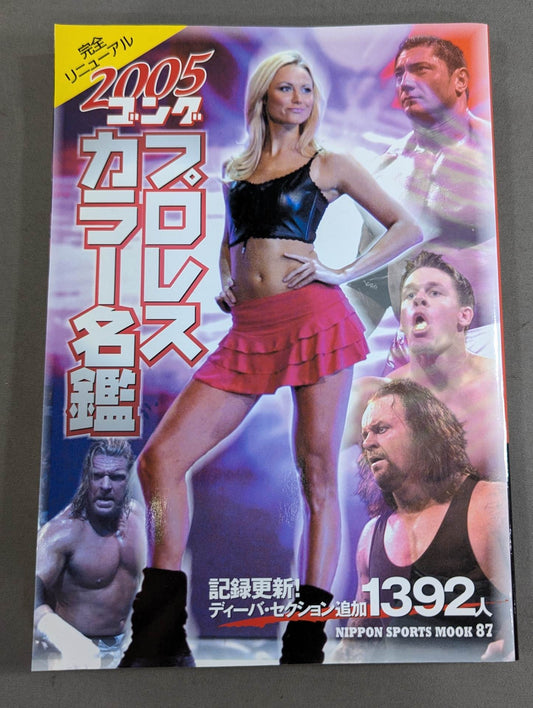 完全
リニューアル
2005
ゴング
プロレス
カラー名鑑
記録更新!
ディーバ・セクション追加
1392人
NIPPON SPORTS MOOK 87